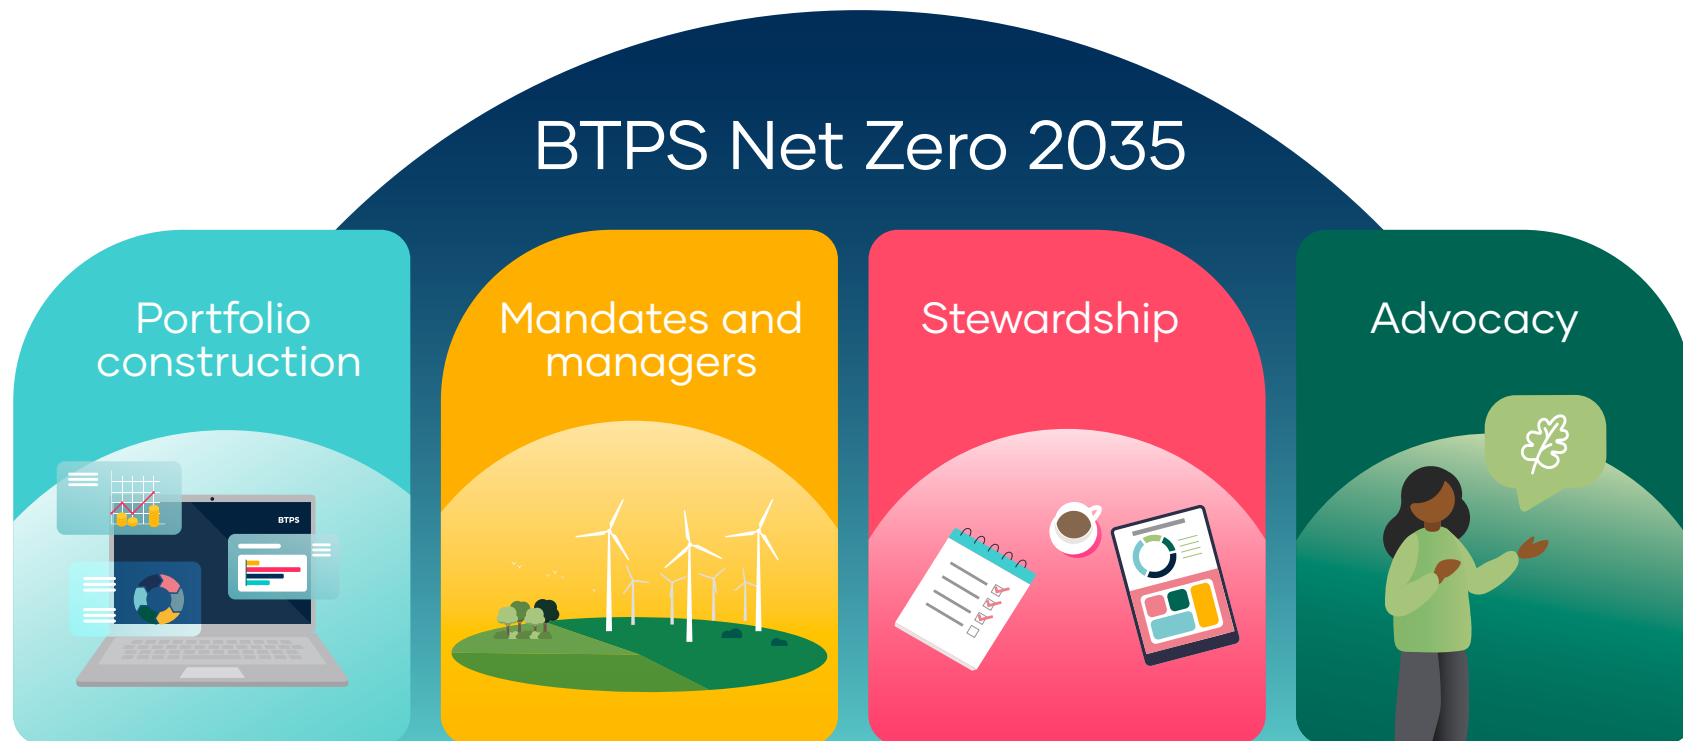 BTPS Net Zero 2035
Portfolio
construction
BTPS
Mandates and
managers
Stewardship
Advocacy